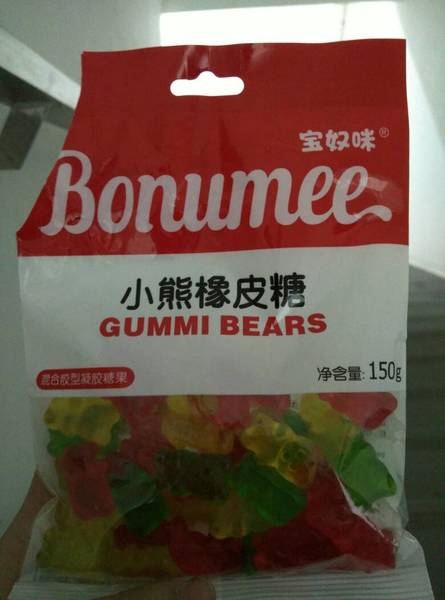 宝奴咪®
Bonumee
小熊橡皮糖
GUMMI BEARS
混合胶型凝胶糖果
净含量: 150g